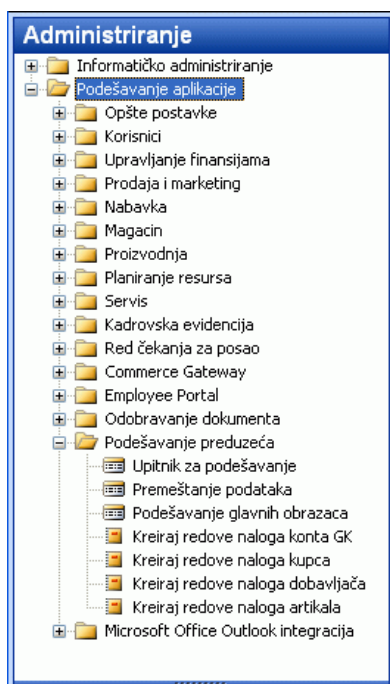 Administriranje
Informatičko administriranje
Podešavanje aplikacije
Opšte postavke
Korisnici
Upravljanje finansijama
Prodaja i marketing
Nabavka
Magacin
Proizvodnja
Planiranje resursa
Servis
Kadrovska evidencija
Red čekanja za posao
Commerce Gateway
Employee Portal
Odobravanje dokumenta
Podešavanje preduzeća
Upitnik za podešavanje
Premeštanje podataka
Podešavanje glavnih obrazaca
Kreiraj redove naloga konta GK
Kreiraj redove naloga kupca
Kreiraj redove naloga dobavljača
Kreiraj redove naloga artikala
Microsoft Office Outlook integracija